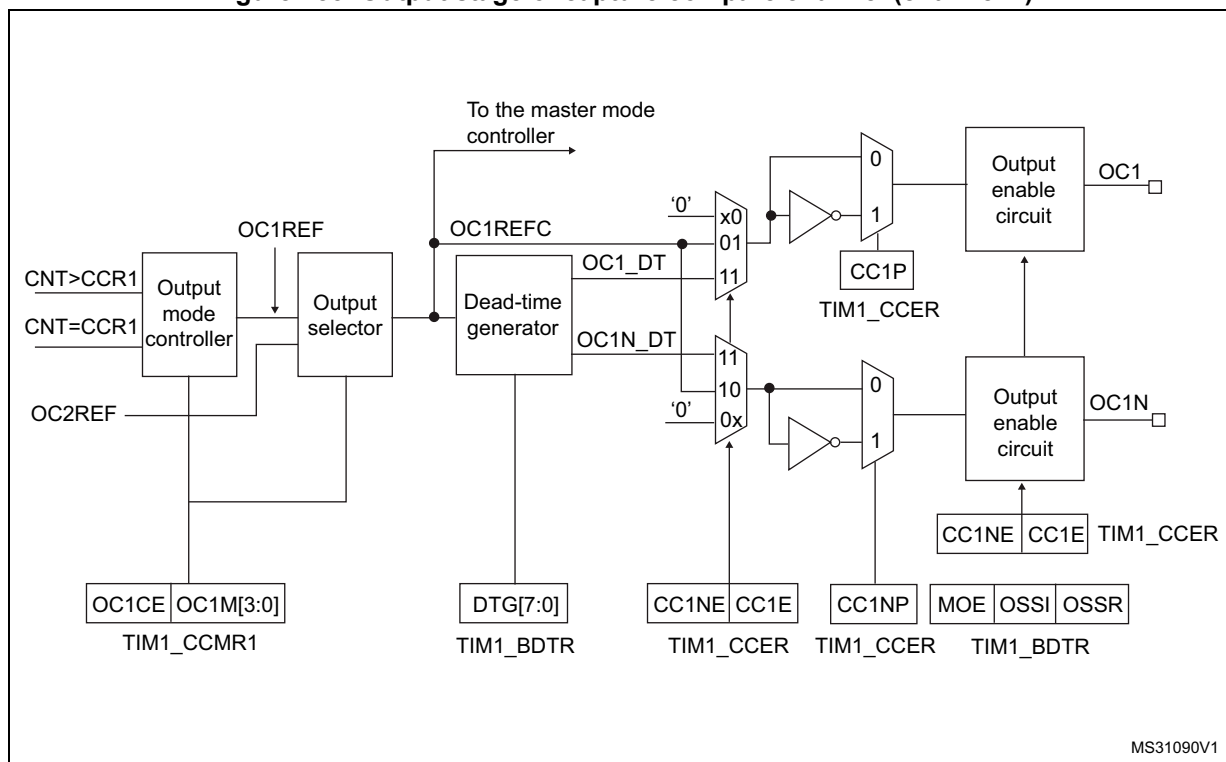 To the master mode
controller
OC1REF
OC1REFC
CNT>CCR1
CNT=CCR1
OC2REF
Output
mode
controller
Output
selector
Dead-time
generator
OC1_DT
OC1N_DT
‘0’
x0
01
11
11
10
0x
‘0’
0
1
CC1P
TIM1_CCER
0
1
Output
enable
circuit
OC1
Output
enable
circuit
OC1N
CC1NE CC1E TIM1_CCER
OC1CE OC1M[3:0]
TIM1_CCMR1
DTG[7:0]
TIM1_BDTR
CC1NE CC1E
TIM1_CCER
CC1NP
TIM1_CCER
MOE OSSI OSSR
TIM1_BDTR
MS31090V1